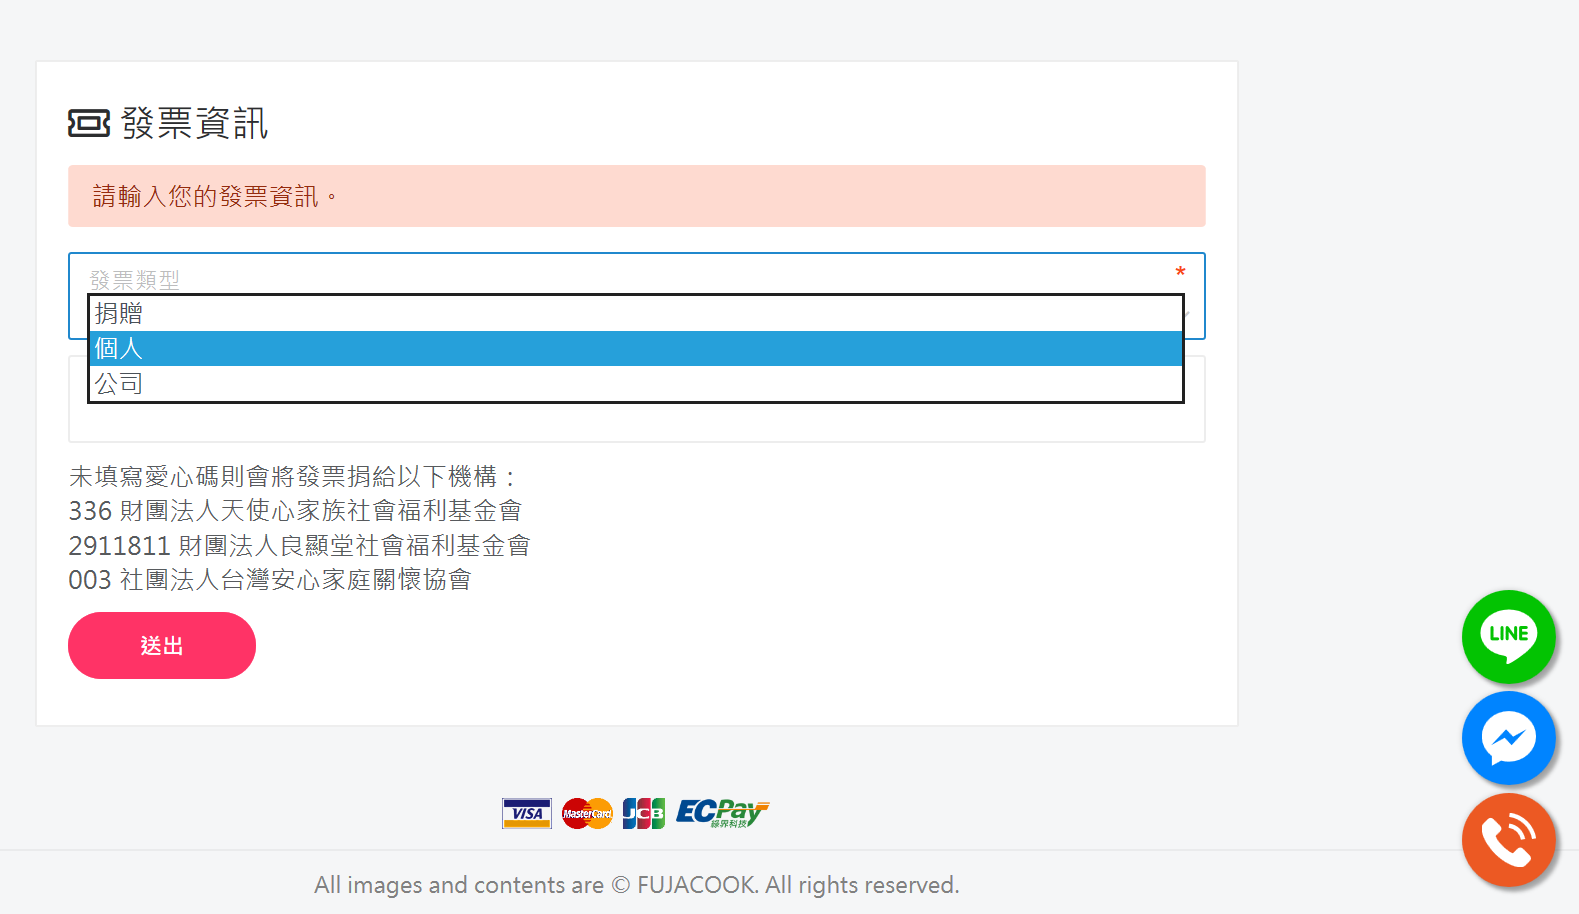 發票資訊
請輸入您的發票資訊。
發票類型 *
捐贈
個人
公司
未填寫愛心碼則會將發票捐給以下機構：
336 財團法人天使心家族社會福利基金會
2911811 財團法人良顯堂社會福利基金會
003 社團法人台灣安心家庭關懷協會
送出
LINE
VISA MasterCard JCB ECPay 綠界科技
All images and contents are © FUJACOOK. All rights reserved.